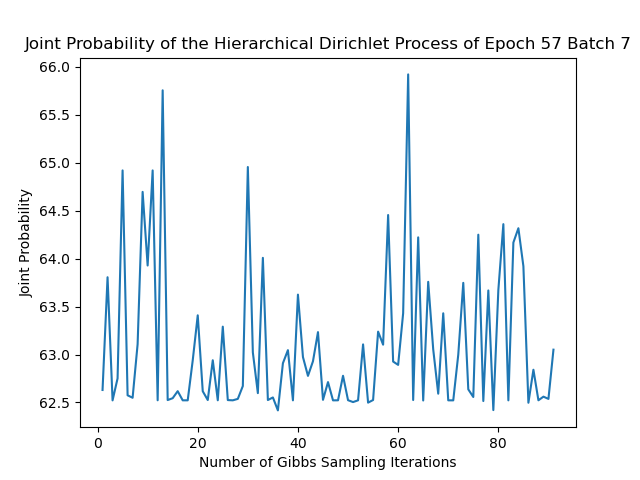 Joint Probability of the Hierarchical Dirichlet Process of Epoch 57 Batch 7
66.0
65.5
65.0
64.5
64.0
63.5
63.0
62.5
Joint Probability
0 20 40 60 80
Number of Gibbs Sampling Iterations